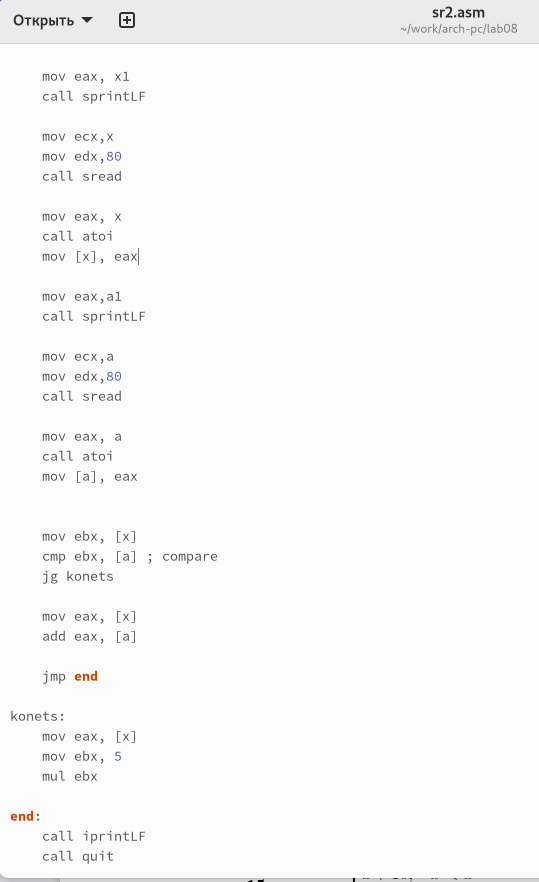 Открыть
sr2.asm
~/work/arch-pc/lab08
mov eax, x1
call sprintLF
mov ecx,x
mov edx,80
call sread
mov eax, x
call atoi
mov [x], eax
mov eax,a1
call sprintLF
mov ecx,a
mov edx,80
call sread
mov eax, a
call atoi
mov [a], eax
mov ebx, [x]
cmp ebx, [a] ; compare
jg konets
mov eax, [x]
add eax, [a]
jmp end
konets:
mov eax, [x]
mov ebx, 5
mul ebx
end:
call iprintLF
call quit